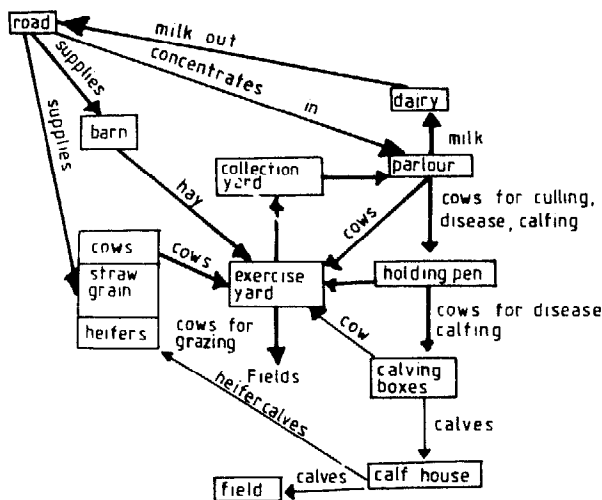 road
milk out
concentrates
in
supplies
supplies
dairy
barn
milk
collection
yard
parlour
hay
cows for culling,
disease, calfing
cows
cows
cows
straw
grain
heifers
exercise
yard
holding pen
cows for
grazing
cows for disease
calfing
cow
Fields
calving
boxes
heifer calves
calves
calf house
calves
field